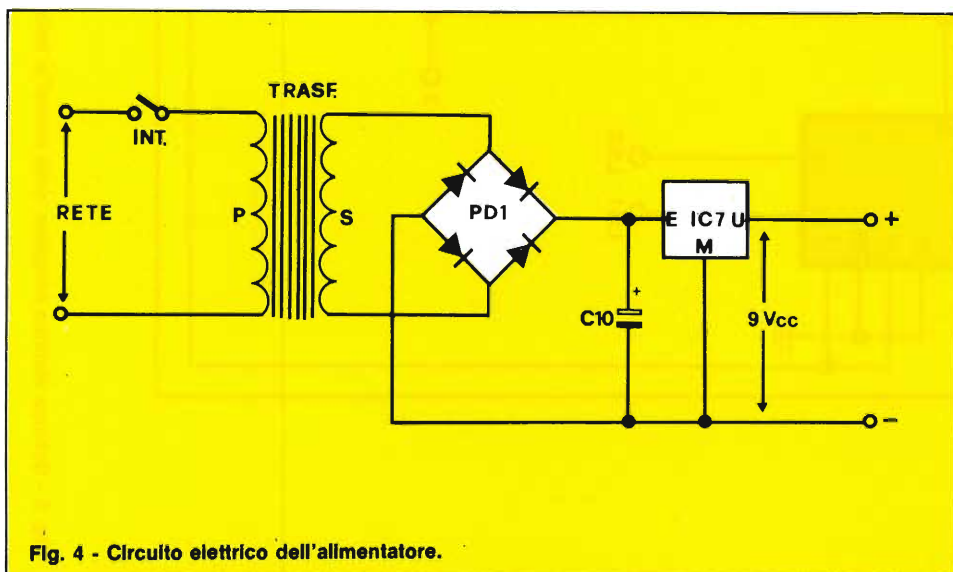 TRASF.
INT.
RETE
P
S
PD1
E IC7 U
M
+
+
C10
9 Vcc
-
Fig. 4 - Circuito elettrico dell'alimentatore.